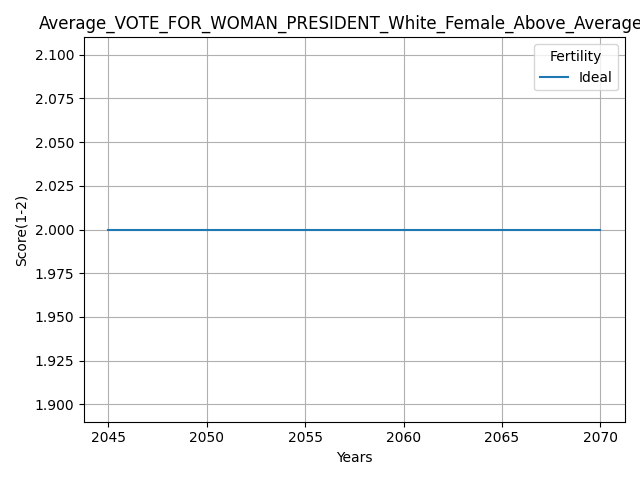 Average_VOTE_FOR_WOMAN_PRESIDENT_White_Female_Above_Average
Fertility
Ideal
2.100
2.075
2.050
2.025
2.000
1.975
1.950
1.925
1.900
Score(1-2)
2045 2050 2055 2060 2065 2070
Years